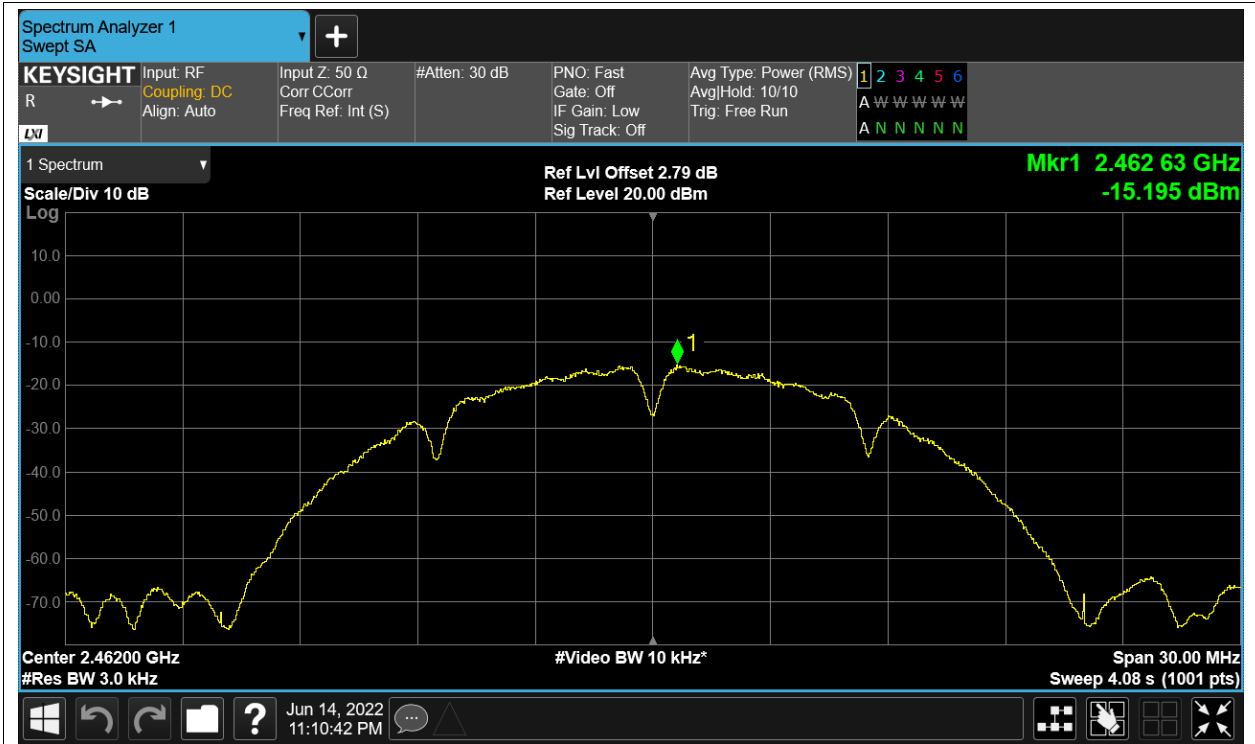 Spectrum Analyzer 1
Swept SA
KEYSIGHT
R
LXI
Input: RF
Coupling: DC
Align: Auto
Input Z: 50 Ω
Corr CCorr
Freq Ref: Int (S)
#Atten: 30 dB
PNO: Fast
Gate: Off
IF Gain: Low
Sig Track: Off
Avg Type: Power (RMS)
Avg|Hold: 10/10
Trig: Free Run
1 2 3 4 5 6
A W W W W W
A N N N N N
1 Spectrum
Scale/Div 10 dB
Log
Ref Lvl Offset 2.79 dB
Ref Level 20.00 dBm
Mkr1 2.462 63 GHz
-15.195 dBm
10.0
0.00
-10.0
-20.0
-30.0
-40.0
-50.0
-60.0
-70.0
1
Center 2.46200 GHz
#Res BW 3.0 kHz
#Video BW 10 kHz*
Span 30.00 MHz
Sweep 4.08 s (1001 pts)
?
Jun 14, 2022
11:10:42 PM